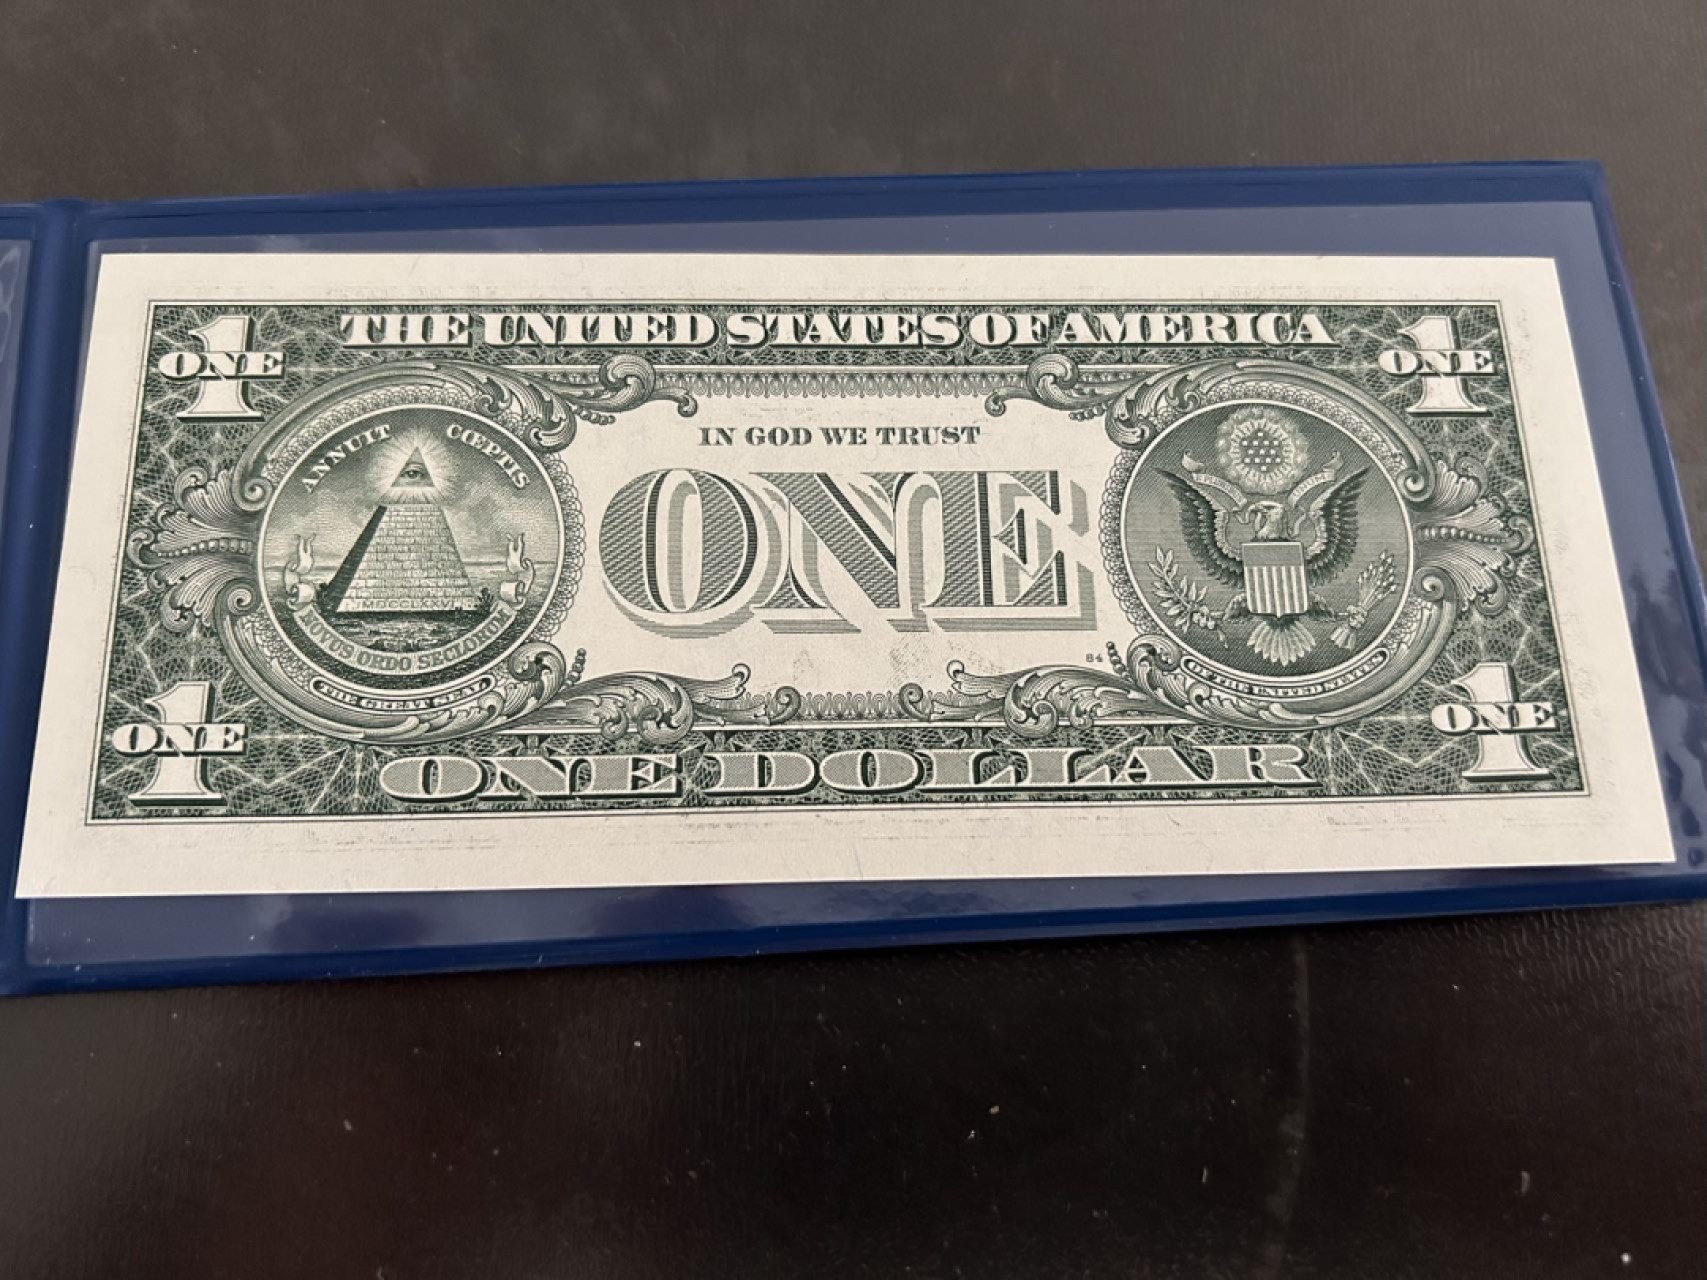 THE UNITED STATES OF AMERICA
1 ONE
1 ONE
ANNUIT CŒPTIS
IN GOD WE TRUST
ONE
MDCCLXXVI
NOVUS ORDO SECLORUM
THE GREAT SEAL
84
OF THE UNITED STATES
1 ONE
1 ONE
ONE DOLLAR